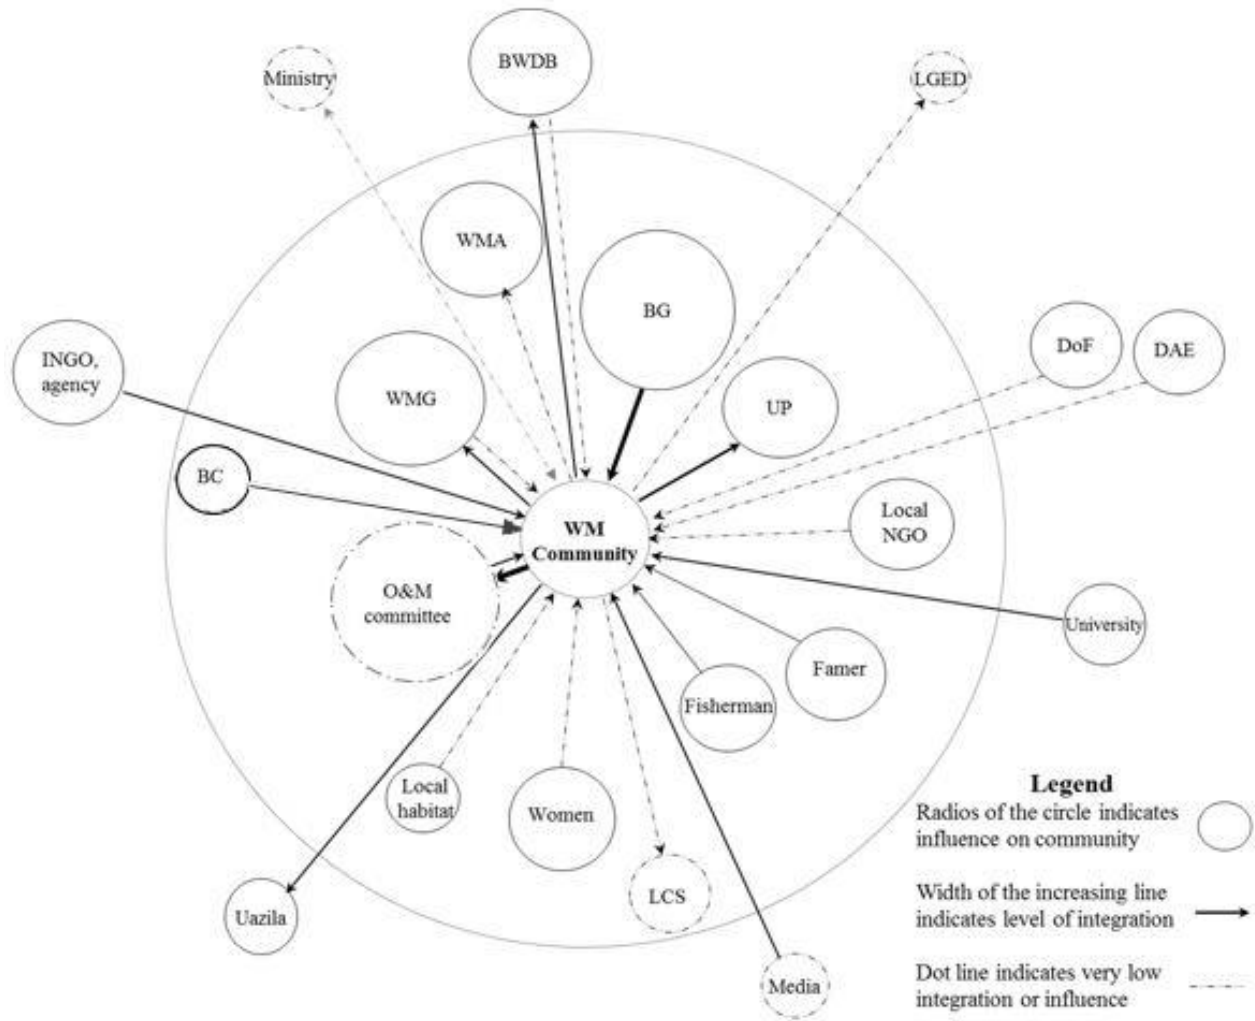 BWDB
Ministry
LGED
WMA
BG
DoF
DAE
INGO,
agency
WMG
UP
BC
Local
NGO
WM
Community
O&M
committee
University
Famer
Fisherman
Local
habitat
Women
LCS
Uazila
Media
Legend
Radios of the circle indicates
influence on community
Width of the increasing line
indicates level of integration
Dot line indicates very low
integration or influence